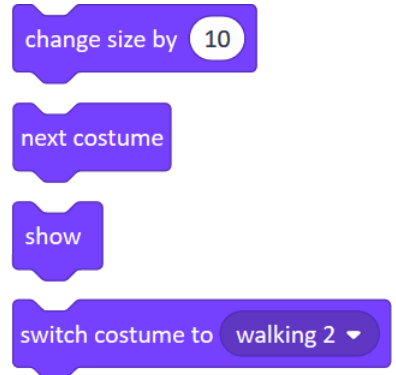 change size by 10
next costume
show
switch costume to walking 2